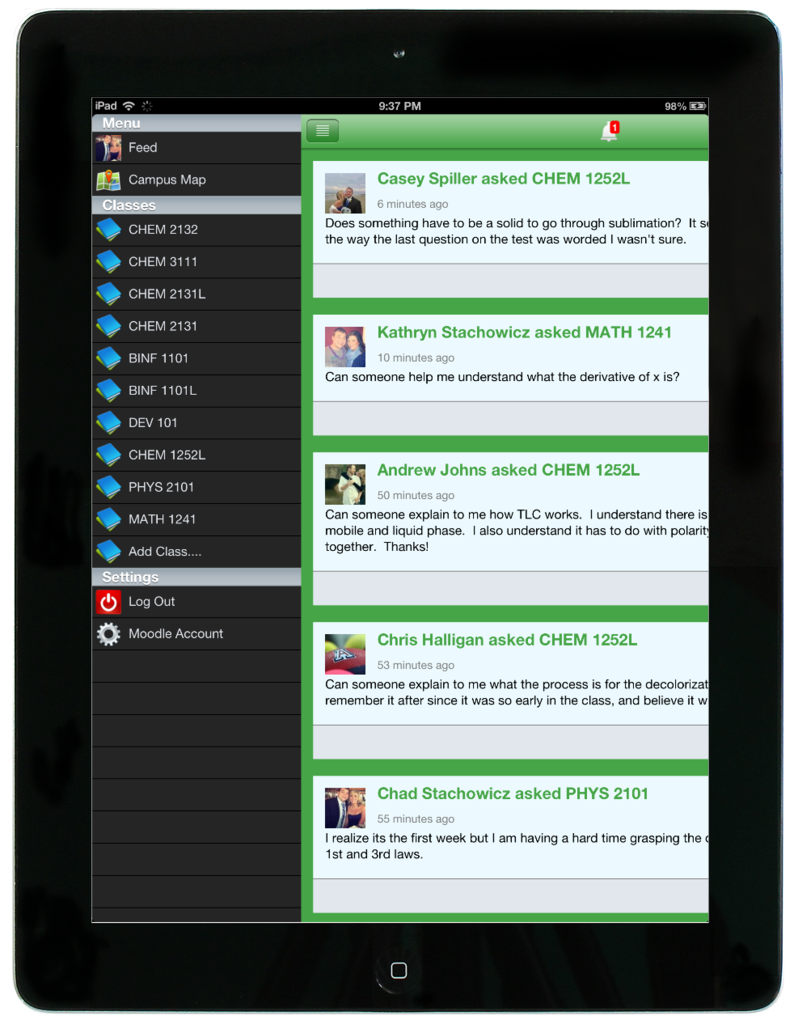 iPad
9:37 PM
98%
Menu
Feed
Campus Map
Classes
CHEM 2132
CHEM 3111
CHEM 2131L
CHEM 2131
BINF 1101
BINF 1101L
DEV 101
CHEM 1252L
PHYS 2101
MATH 1241
Add Class....
Settings
Log Out
Moodle Account
1
Casey Spiller asked CHEM 1252L
6 minutes ago
Does something have to be a solid to go through sublimation?  It se
the way the last question on the test was worded I wasn't sure.
Kathryn Stachowicz asked MATH 1241
10 minutes ago
Can someone help me understand what the derivative of x is?
Andrew Johns asked CHEM 1252L
50 minutes ago
Can someone explain to me how TLC works.  I understand there is
mobile and liquid phase.  I also understand it has to do with polarity
together.  Thanks!
Chris Halligan asked CHEM 1252L
53 minutes ago
Can someone explain to me what the process is for the decolorizat
remember it after since it was so early in the class, and believe it w
Chad Stachowicz asked PHYS 2101
55 minutes ago
I realize its the first week but I am having a hard time grasping the
1st and 3rd laws.